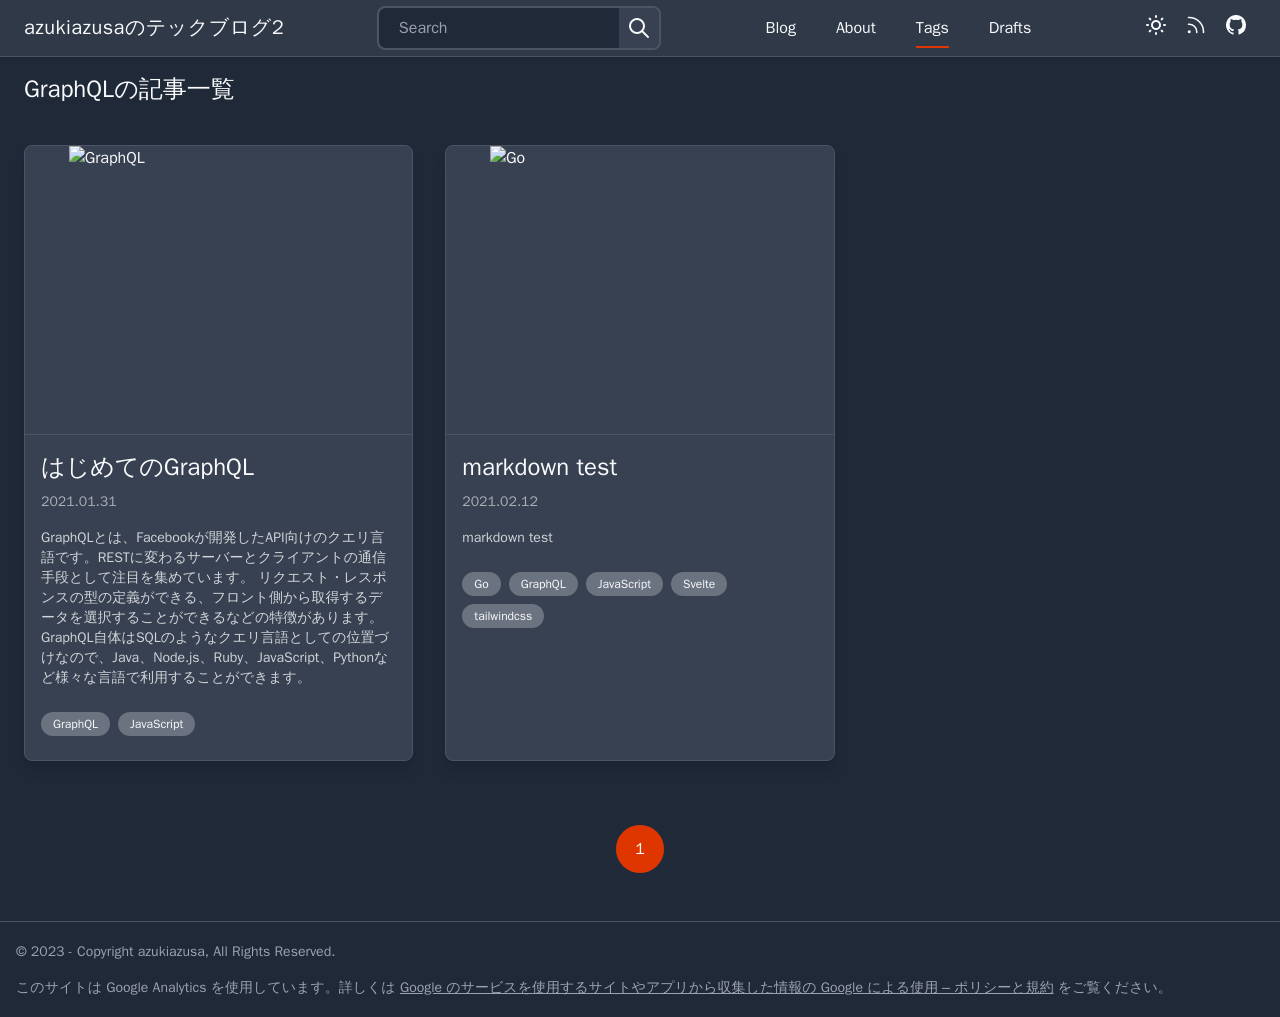 azukiazusaのテックブログ2
Search
Blog
About
Tags
Drafts
GraphQLの記事一覧
GraphQL
はじめてのGraphQL
2021.01.31
GraphQLとは、Facebookが開発したAPI向けのクエリ言
語です。RESTに変わるサーバーとクライアントの通信
手段として注目を集めています。 リクエスト・レスポ
ンスの型の定義ができる、フロント側から取得するデ
ータを選択することができるなどの特徴があります。
GraphQL自体はSQLのようなクエリ言語としての位置づ
けなので、Java、Node.js、Ruby、JavaScript、Pythonな
ど様々な言語で利用することができます。
GraphQL
JavaScript
Go
markdown test
2021.02.12
markdown test
Go
GraphQL
JavaScript
Svelte
tailwindcss
1
© 2023 - Copyright azukiazusa, All Rights Reserved.
このサイトは Google Analytics を使用しています。詳しくは Google のサービスを使用するサイトやアプリから収集した情報の Google による使用 – ポリシーと規約 をご覧ください。